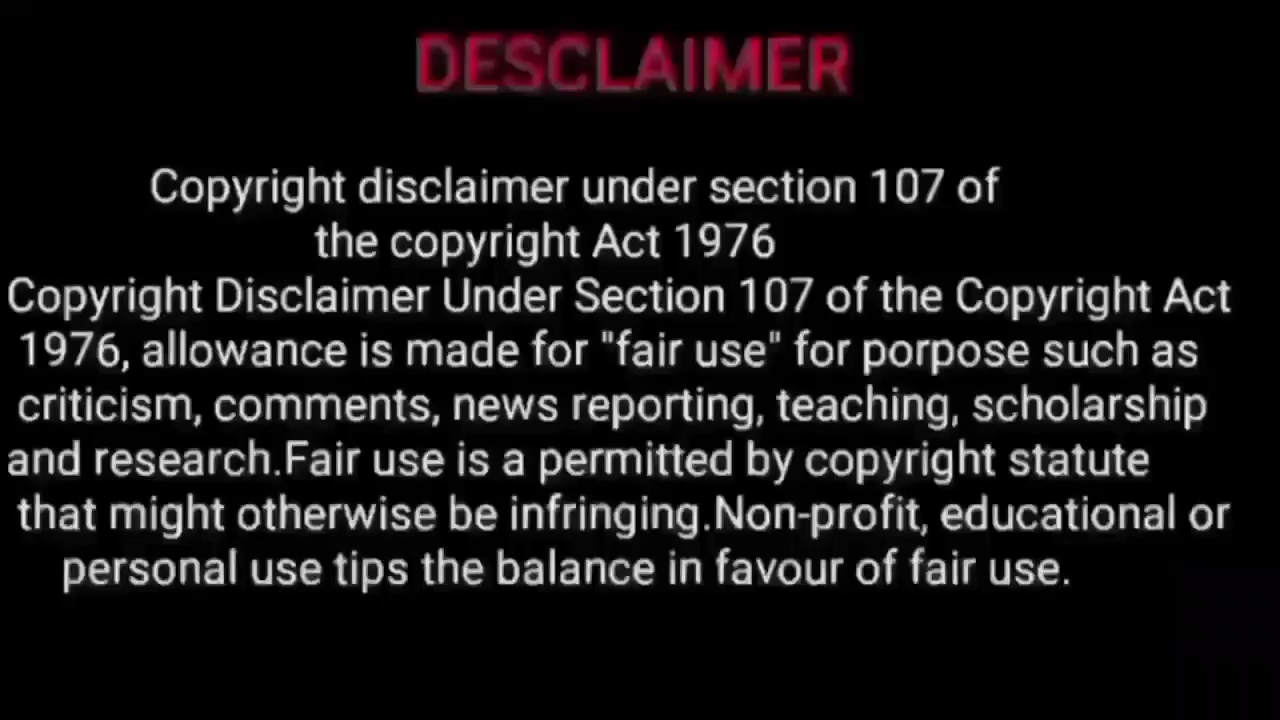 DESCLAIMER
Copyright disclaimer under section 107 of
the copyright Act 1976
Copyright Disclaimer Under Section 107 of the Copyright Act
1976, allowance is made for "fair use" for porpose such as
criticism, comments, news reporting, teaching, scholarship
and research.Fair use is a permitted by copyright statute
that might otherwise be infringing.Non-profit, educational or
personal use tips the balance in favour of fair use.